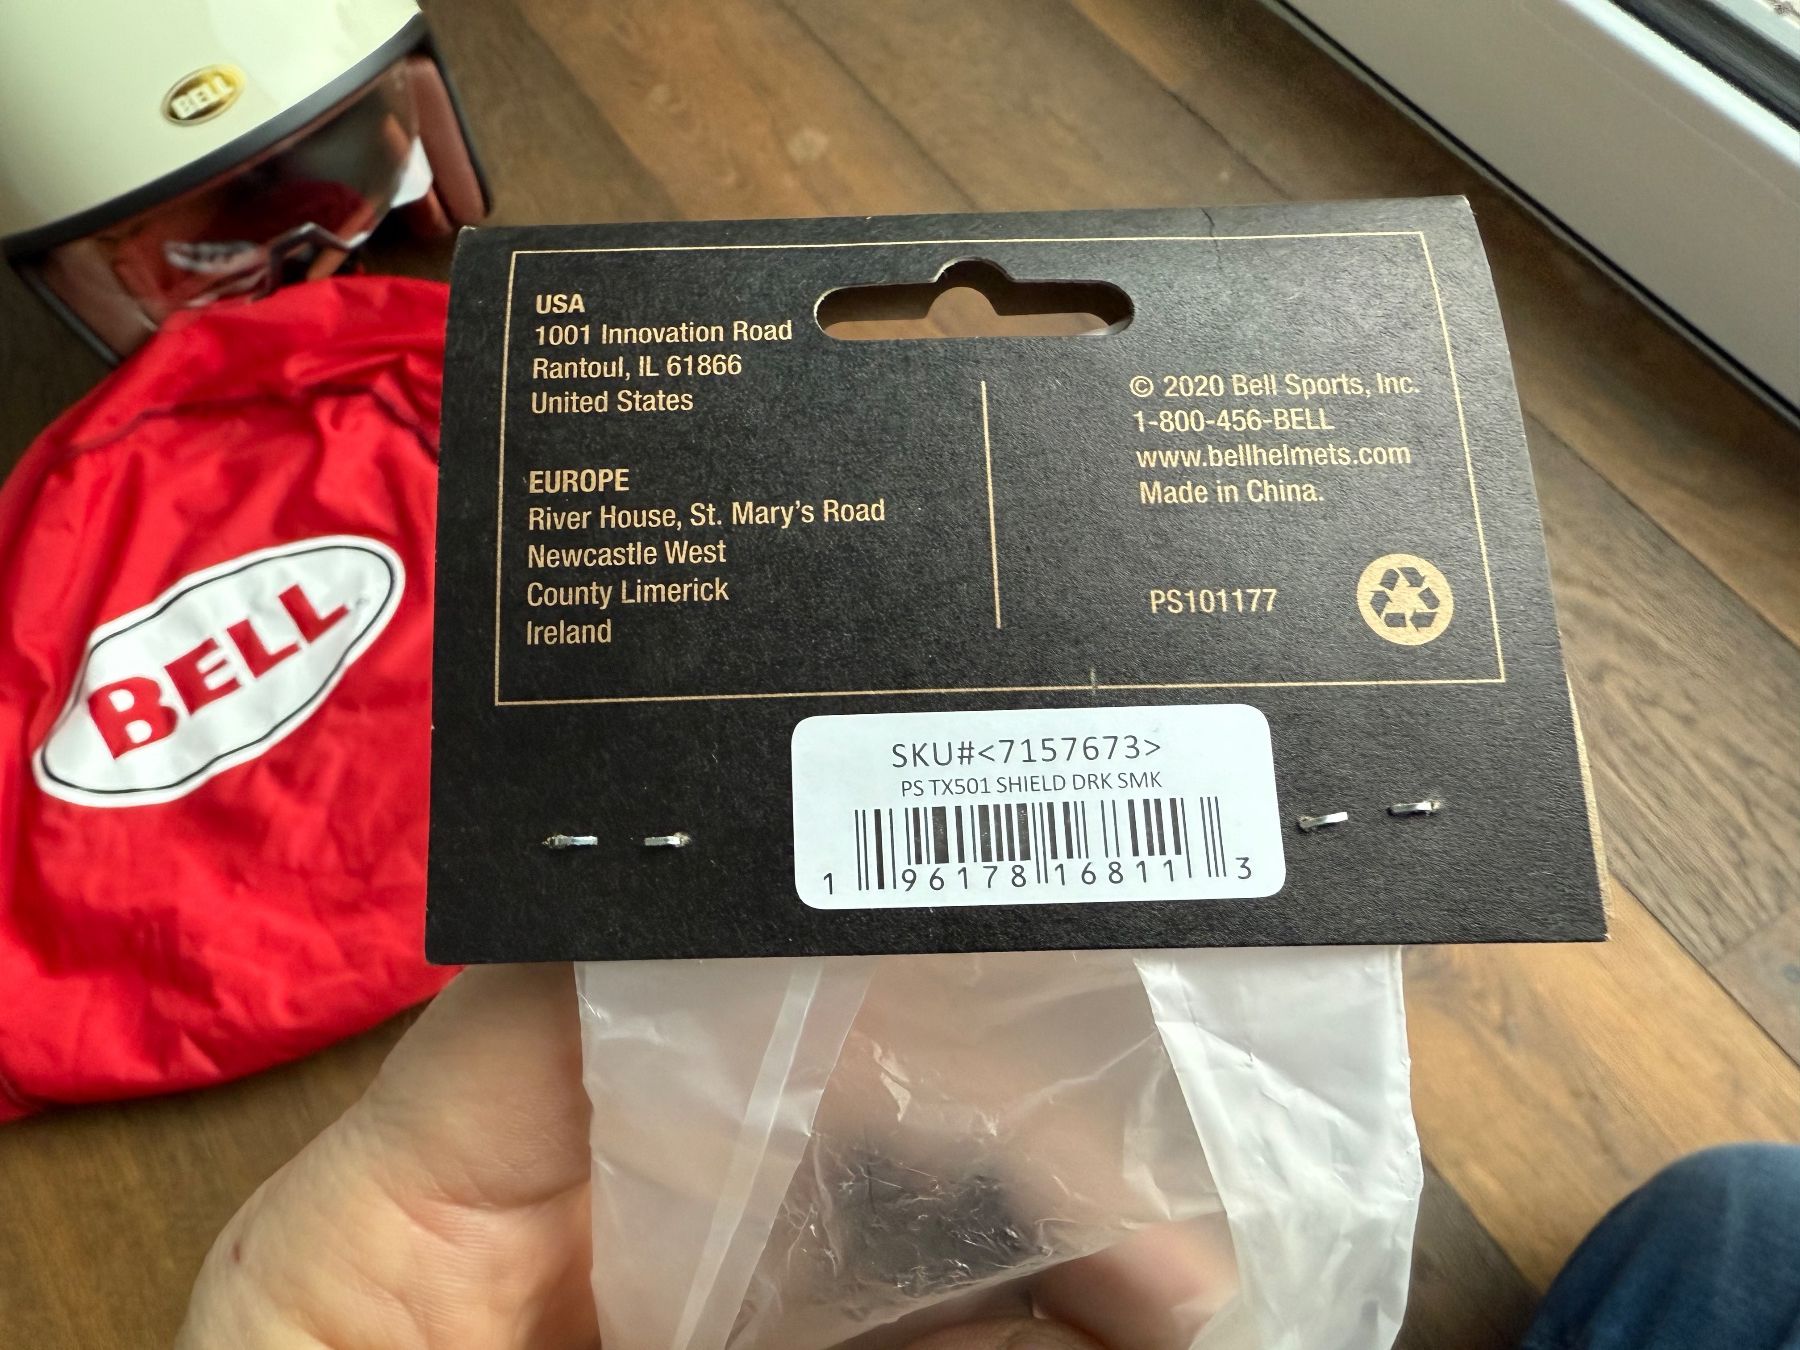 BELL
BELL
USA
1001 Innovation Road
Rantoul, IL 61866
United States
EUROPE
River House, St. Mary's Road
Newcastle West
County Limerick
Ireland
© 2020 Bell Sports, Inc.
1-800-456-BELL
www.bellhelmets.com
Made in China.
PS101177
SKU#<7157673>
PS TX501 SHIELD DRK SMK
1 96178 16811 3